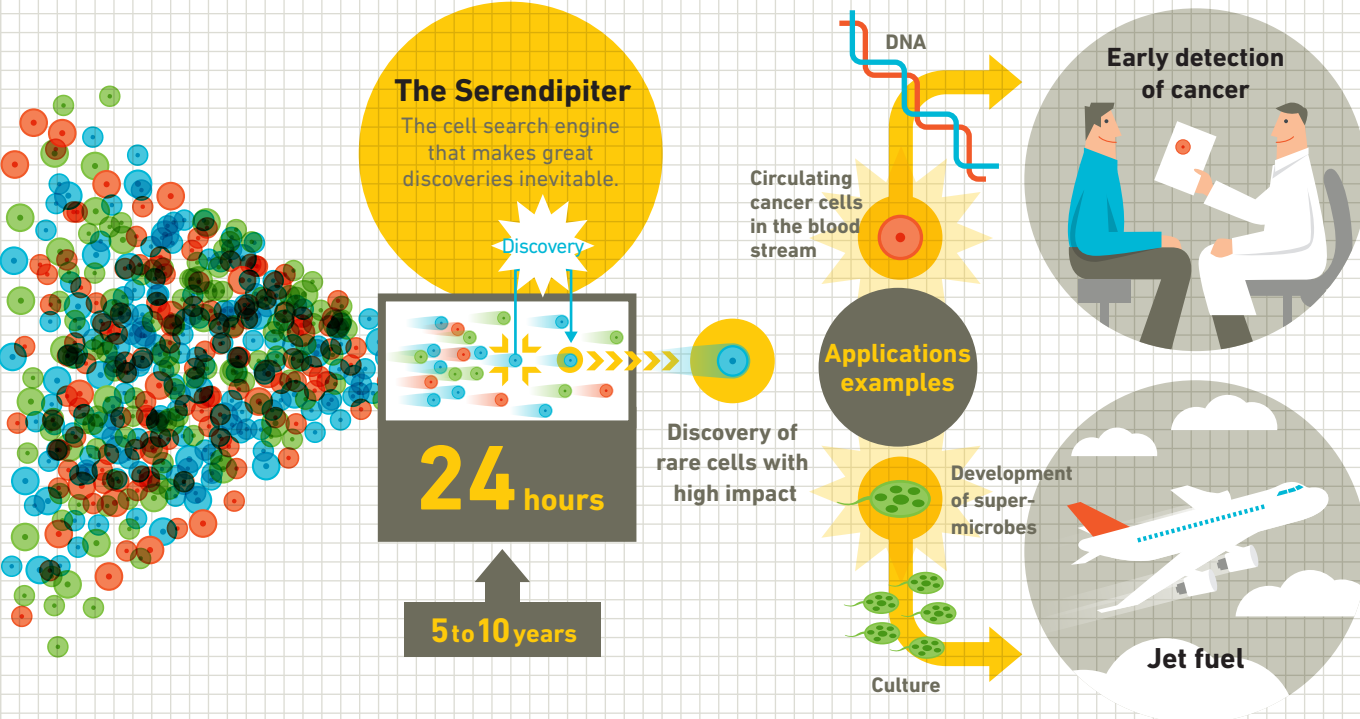 The Serendipiter
The cell search engine
that makes great
discoveries inevitable.
Discovery
24 hours
5 to 10 years
Discovery of
rare cells with
high impact
DNA
Circulating
cancer cells
in the blood
stream
Applications
examples
Development
of super-
microbes
Culture
Early detection
of cancer
Jet fuel